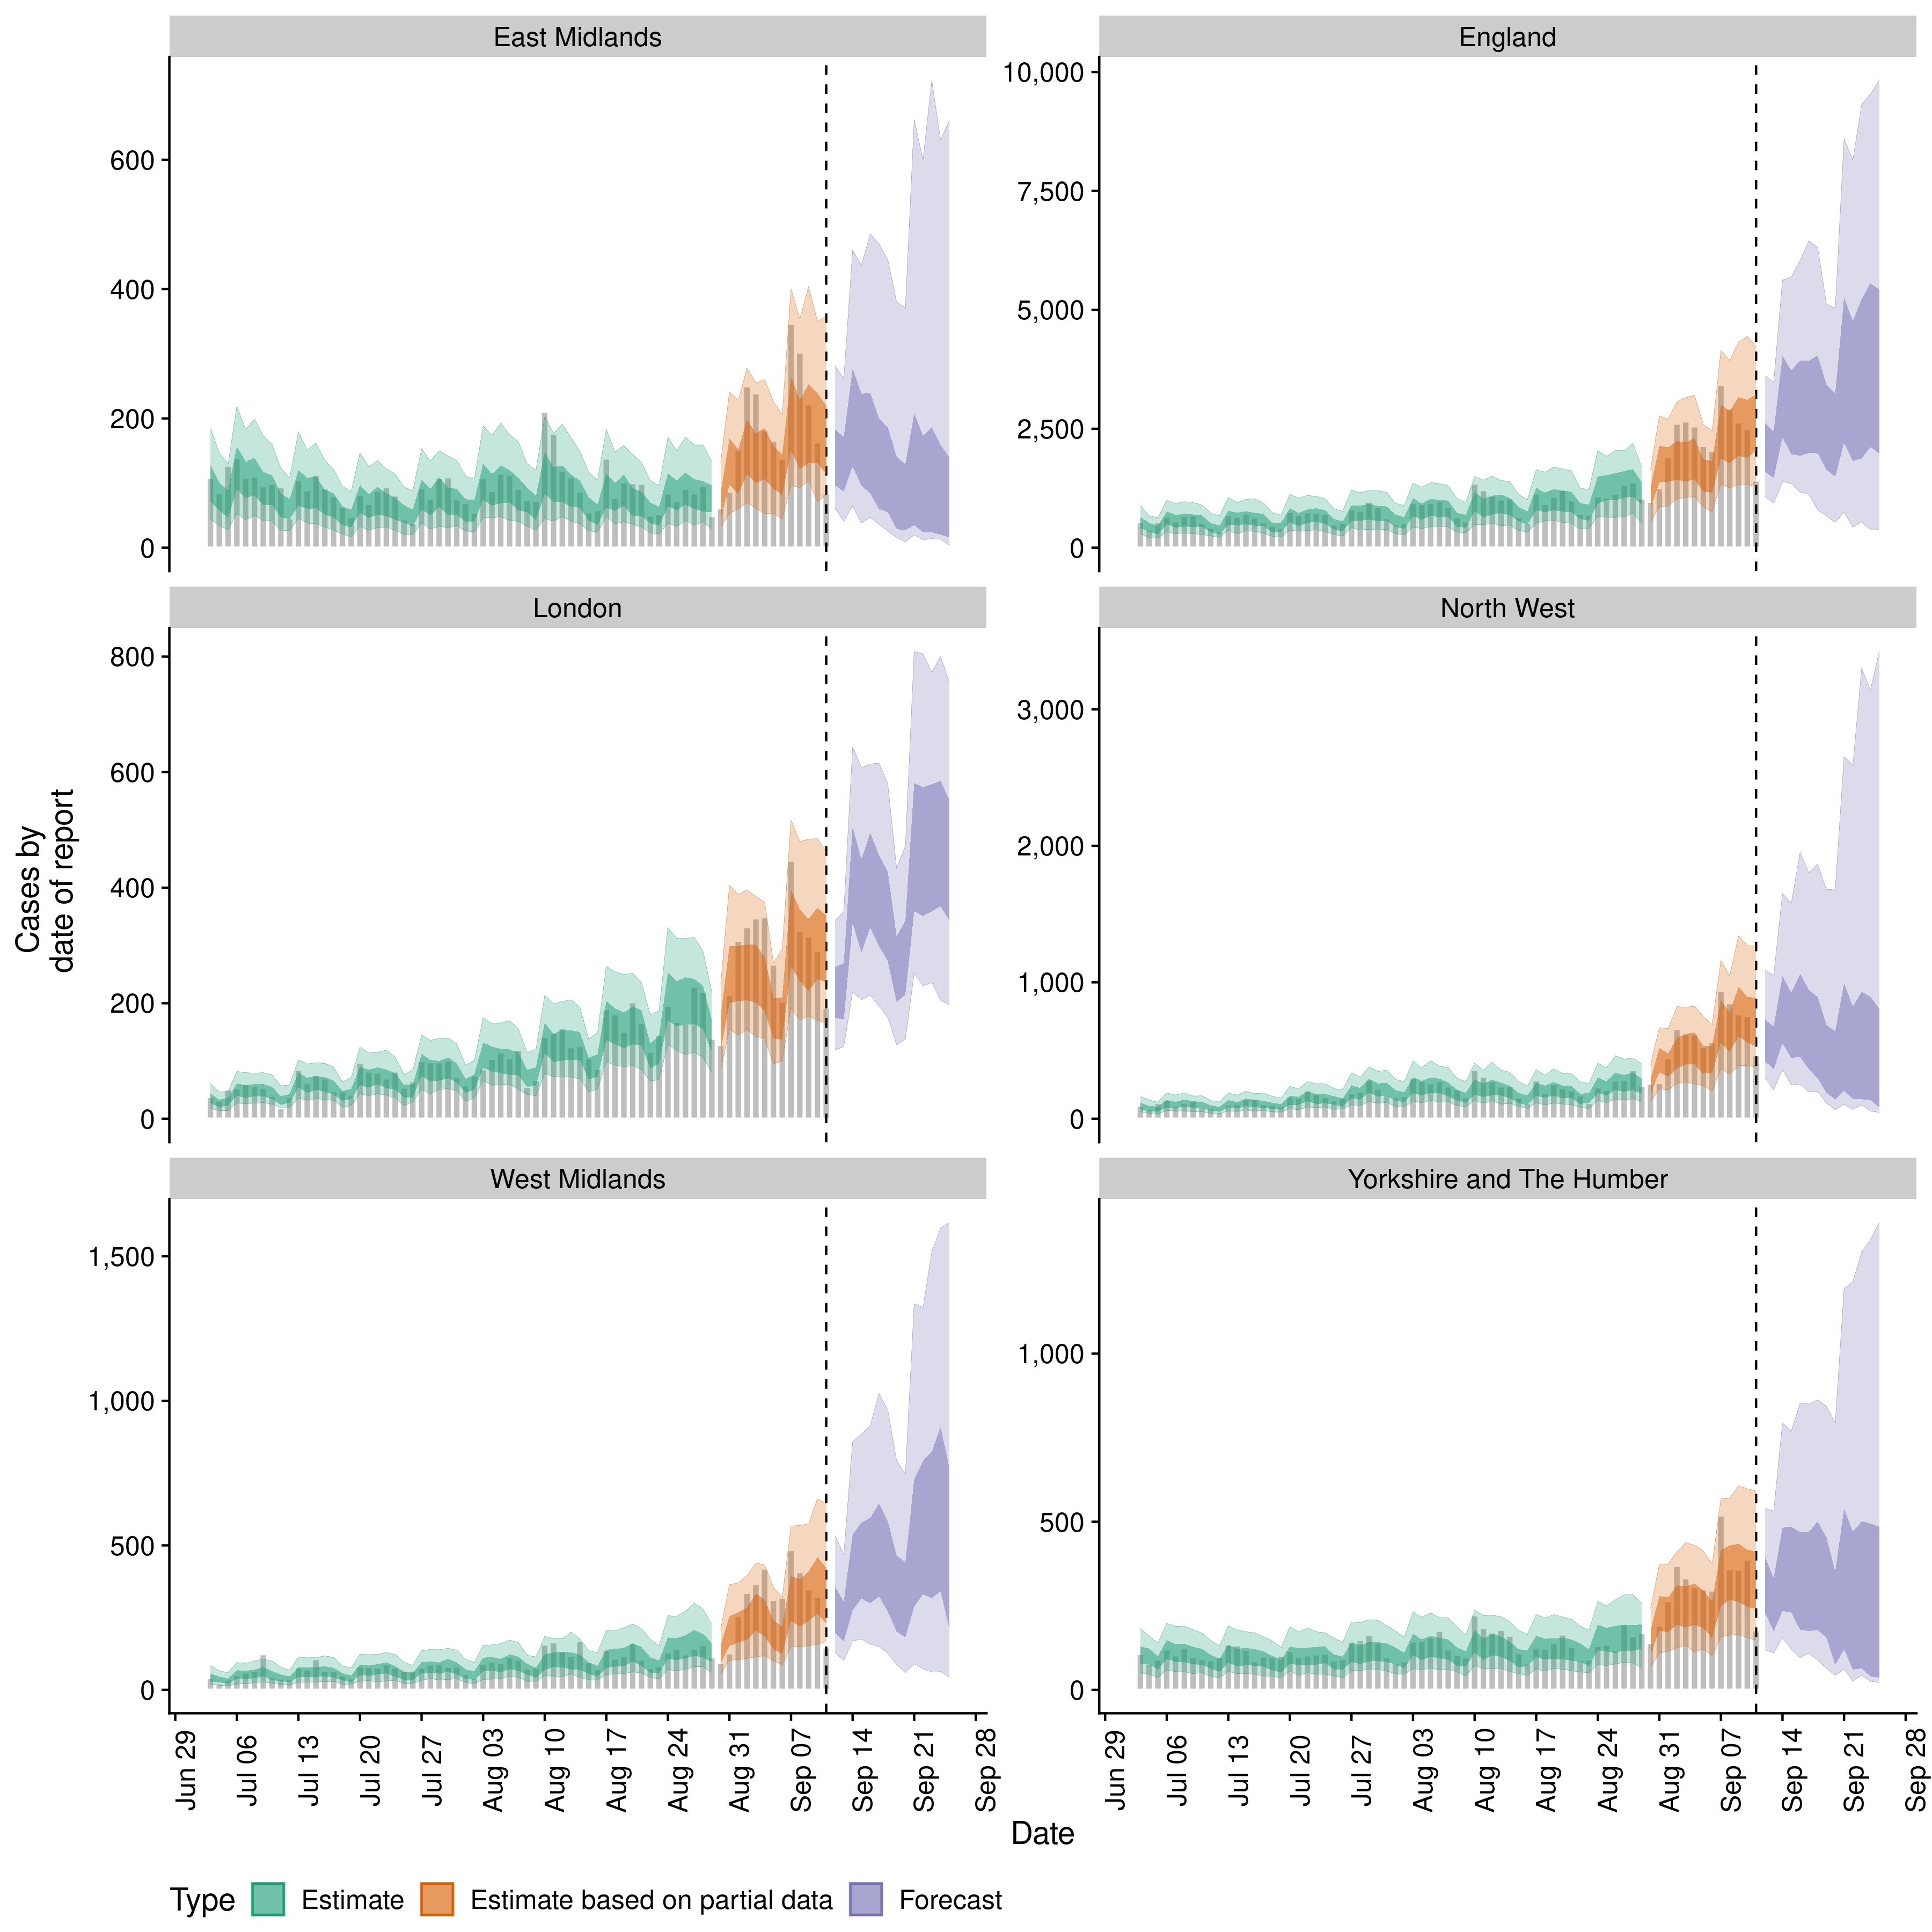 East Midlands
England
600
400
200
0
10,000
7,500
5,000
2,500
0
London
North West
800
600
400
200
0
3,000
2,000
1,000
0
Cases by
date of report
West Midlands
Yorkshire and The Humber
1,500
1,000
500
0
1,000
500
0
Jun 29
Jul 06
Jul 13
Jul 20
Jul 27
Aug 03
Aug 10
Aug 17
Aug 24
Aug 31
Sep 07
Sep 14
Sep 21
Sep 28
Jun 29
Jul 06
Jul 13
Jul 20
Jul 27
Aug 03
Aug 10
Aug 17
Aug 24
Aug 31
Sep 07
Sep 14
Sep 21
Sep 28
Date
Type Estimate Estimate based on partial data Forecast